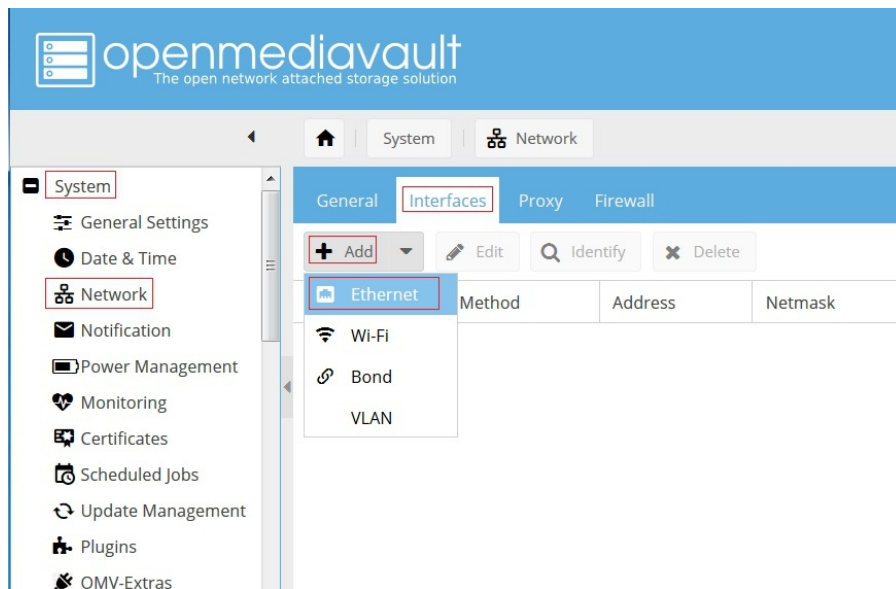 openmediavault
The open network attached storage solution
System
Network
System
General Settings
Date & Time
Network
Notification
Power Management
Monitoring
Certificates
Scheduled Jobs
Update Management
Plugins
OMV-Extras
General Interfaces Proxy Firewall
Add Edit Identify Delete
Method Address Netmask
Ethernet
Wi-Fi
Bond
VLAN